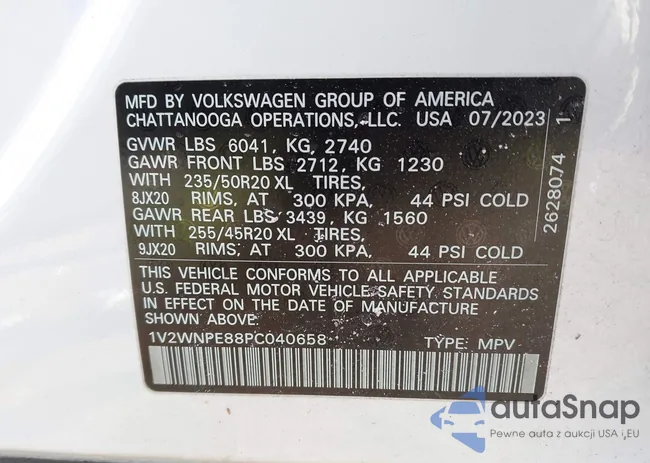 MFD BY VOLKSWAGEN GROUP OF AMERICA
CHATTANOOGA OPERATIONS, LLC. USA 07/2023
GVWR LBS 6041, KG, 2740
GAWR FRONT LBS 2712, KG 1230
WITH 235/50R20 XL TIRES,
8JX20 RIMS, AT 300 KPA, 44 PSI COLD
GAWR REAR LBS 3439, KG 1560
WITH 255/45R20 XL TIRES,
9JX20 RIMS, AT 300 KPA, 44 PSI COLD
THIS VEHICLE CONFORMS TO ALL APPLICABLE
U.S. FEDERAL MOTOR VEHICLE SAFETY STANDARDS
IN EFFECT ON THE DATE OF MANUFACTURE
SHOWN ABOVE.
1V2WNPE88PC040658 TYPE: MPV
2628074 1
autaSnap
Pewne auta z aukcji USA i EU